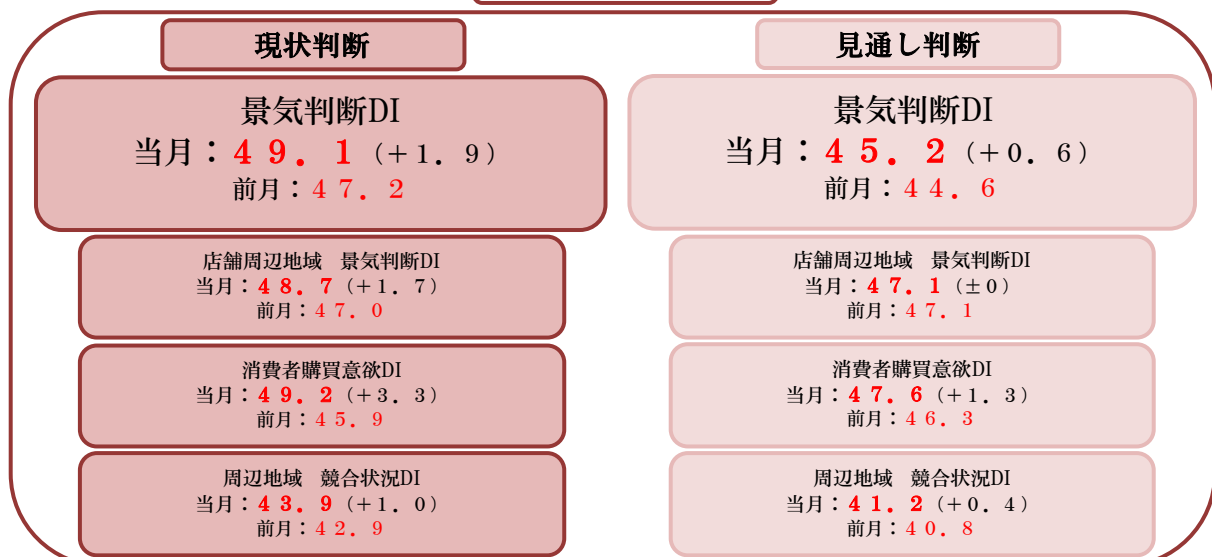 現状判断
景気判断DI
当月：４９．１（＋１．９）
前月：４７．２
店舗周辺地域　景気判断DI
当月：４８．７（＋１．７）
前月：４７．０
消費者購買意欲DI
当月：４９．２（＋３．３）
前月：４５．９
周辺地域　競合状況DI
当月：４３．９（＋１．０）
前月：４２．９
見通し判断
景気判断DI
当月：４５．２（＋０．６）
前月：４４．６
店舗周辺地域　景気判断DI
当月：４７．１（±０）
前月：４７．１
消費者購買意欲DI
当月：４７．６（＋１．３）
前月：４６．３
周辺地域　競合状況DI
当月：４１．２（＋０．４）
前月：４０．８